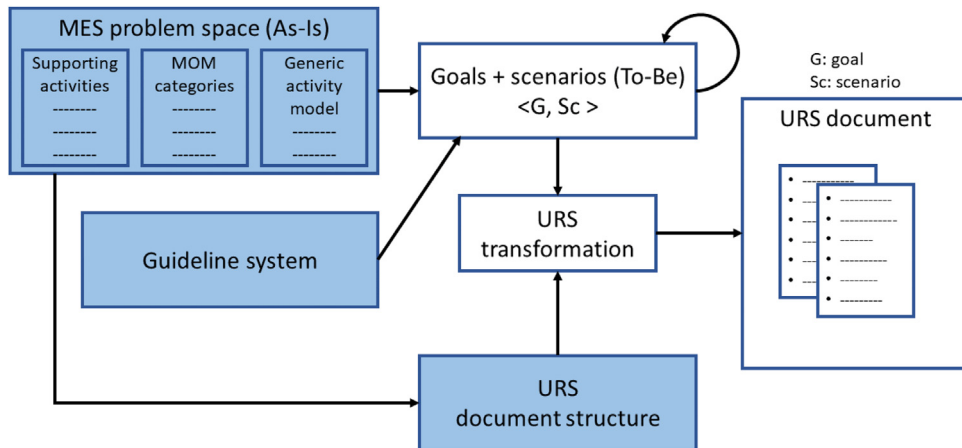 MES problem space (As-Is)
Supporting
activities
--------
--------
--------
MOM
categories
--------
--------
--------
Generic
activity
model
--------
--------
Goals + scenarios (To-Be)
<G, Sc >
G: goal
Sc: scenario
URS document
Guideline system
URS
transformation
URS
document structure